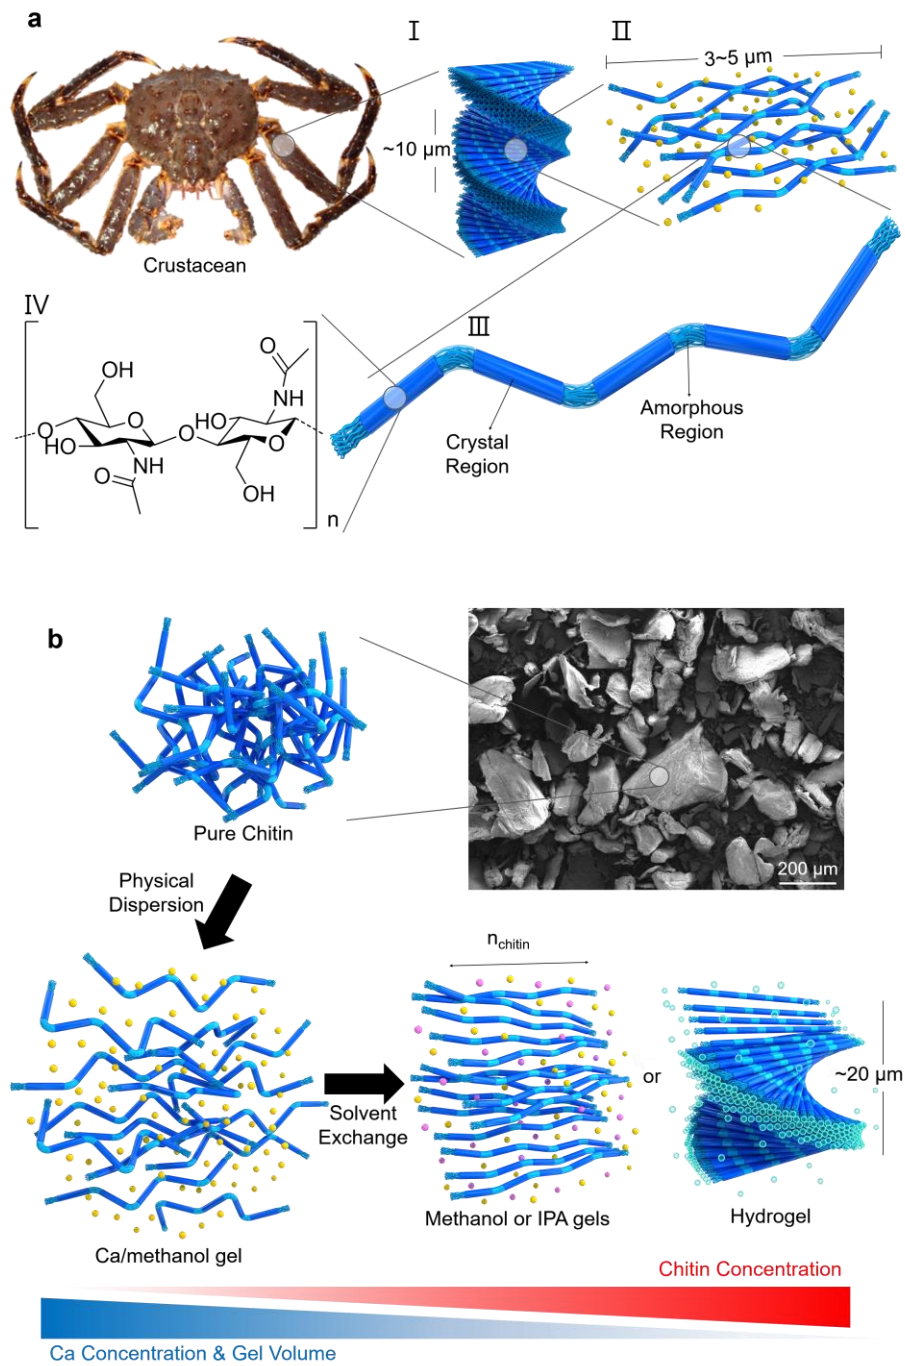 a
Ⅰ
Ⅱ
3~5 μm
~10 μm
Crustacean
Ⅳ
Ⅲ
O
OH
NH
O
O
HO
O
HO
O
NH
O
O
OH
n
Crystal
Region
Amorphous
Region
b
Pure Chitin
200 μm
Physical
Dispersion
nchitin
~20 μm
or
Solvent
Exchange
Ca/methanol gel
Methanol or IPA gels
Hydrogel
Chitin Concentration
Ca Concentration & Gel Volume